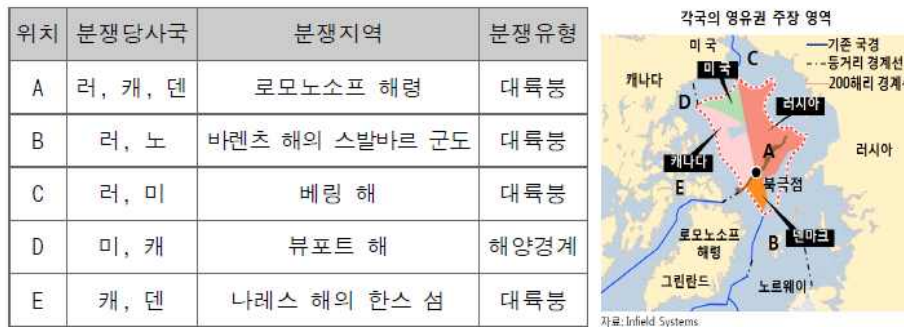 위치 분쟁당사국 분쟁지역 분쟁유형
A 러, 캐, 덴 로모노소프 해령 대륙붕
B 러, 노 바렌츠 해의 스발바르 군도 대륙붕
C 러, 미 베링 해 대륙붕
D 미, 캐 뷰포트 해 해양경계
E 캐, 덴 나레스 해의 한스 섬 대륙붕
각국의 영유권 주장 영역
미 국
기존 국경
C
등거리 경계선
미 국
캐나다
200해리 경계
D
러시아
러시아
A
캐나다
E
북극점
로모노소프
해령
B
덴마크
그린란드
노르웨이
자료: Infield Systems